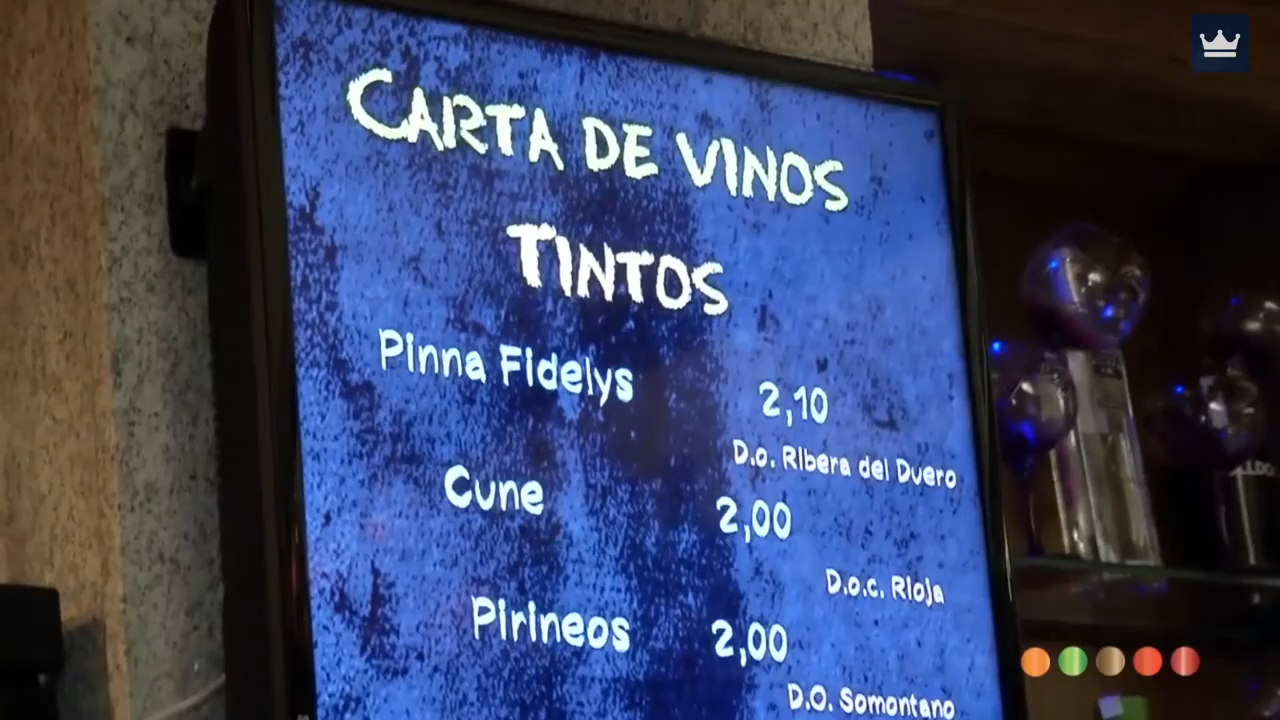 CARTA DE VINOS
TINTOS
Pinna Fidelys 2,10
D.o. Ribera del Duero
Cune 2,00
D.o.c. Rioja
Pirineos 2,00
D.O. Somontano